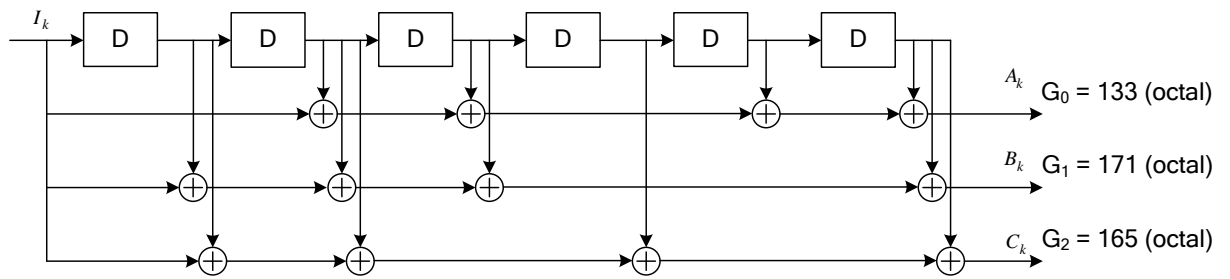 I_k
D D D D D D
A_k G_0 = 133 (octal)
B_k G_1 = 171 (octal)
C_k G_2 = 165 (octal)